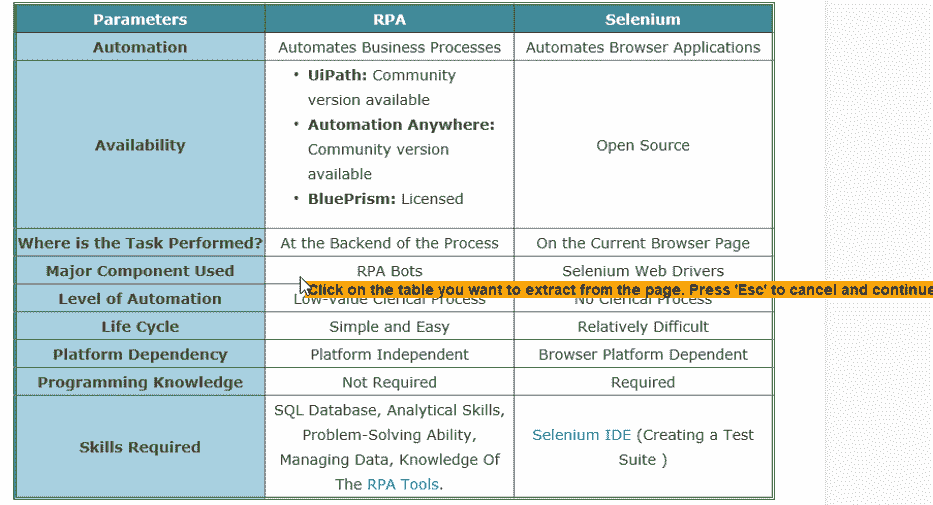 Parameters RPA Selenium
Automation Automates Business Processes Automates Browser Applications
Availability
• UiPath: Community
version available
• Automation Anywhere:
Community version
available
• BluePrism: Licensed
Open Source
Where is the Task Performed? At the Backend of the Process On the Current Browser Page
Major Component Used RPA Bots Selenium Web Drivers
Click on the table you want to extract from the page. Press 'Esc' to cancel and continue
Level of Automation Low-value Clerical Process No Clerical Process
Life Cycle Simple and Easy Relatively Difficult
Platform Dependency Platform Independent Browser Platform Dependent
Programming Knowledge Not Required Required
Skills Required
SQL Database, Analytical Skills,
Problem-Solving Ability,
Managing Data, Knowledge Of
The RPA Tools.
Selenium IDE (Creating a Test
Suite )